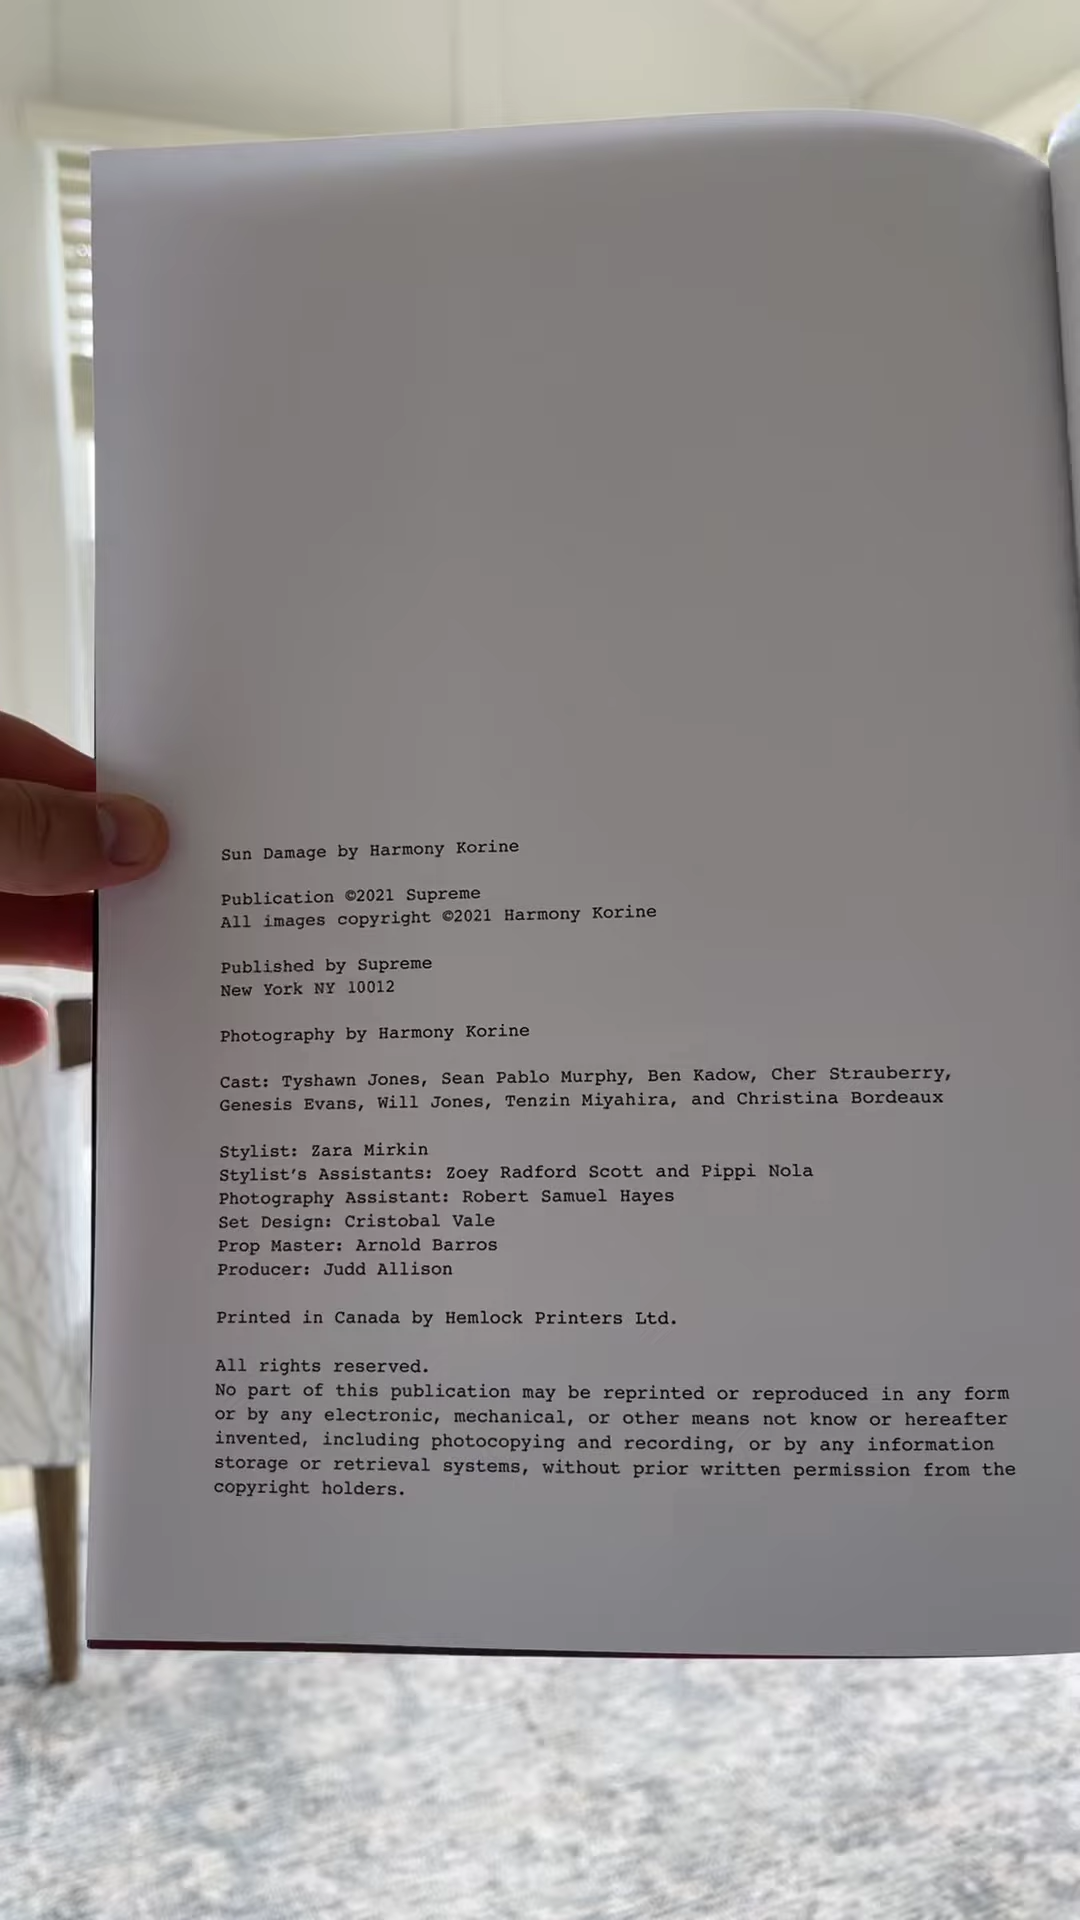 Sun Damage by Harmony Korine
Publication ©2021 Supreme
All images copyright ©2021 Harmony Korine
Published by Supreme
New York NY 10012
Photography by Harmony Korine
Cast: Tyshawn Jones, Sean Pablo Murphy, Ben Kadow, Cher Strauberry,
Genesis Evans, Will Jones, Tenzin Miyahira, and Christina Bordeaux
Stylist: Zara Mirkin
Stylist's Assistants: Zoey Radford Scott and Pippi Nola
Photography Assistant: Robert Samuel Hayes
Set Design: Cristobal Vale
Prop Master: Arnold Barros
Producer: Judd Allison
Printed in Canada by Hemlock Printers Ltd.
All rights reserved.
No part of this publication may be reprinted or reproduced in any form
or by any electronic, mechanical, or other means not know or hereafter
invented, including photocopying and recording, or by any information
storage or retrieval systems, without prior written permission from the
copyright holders.